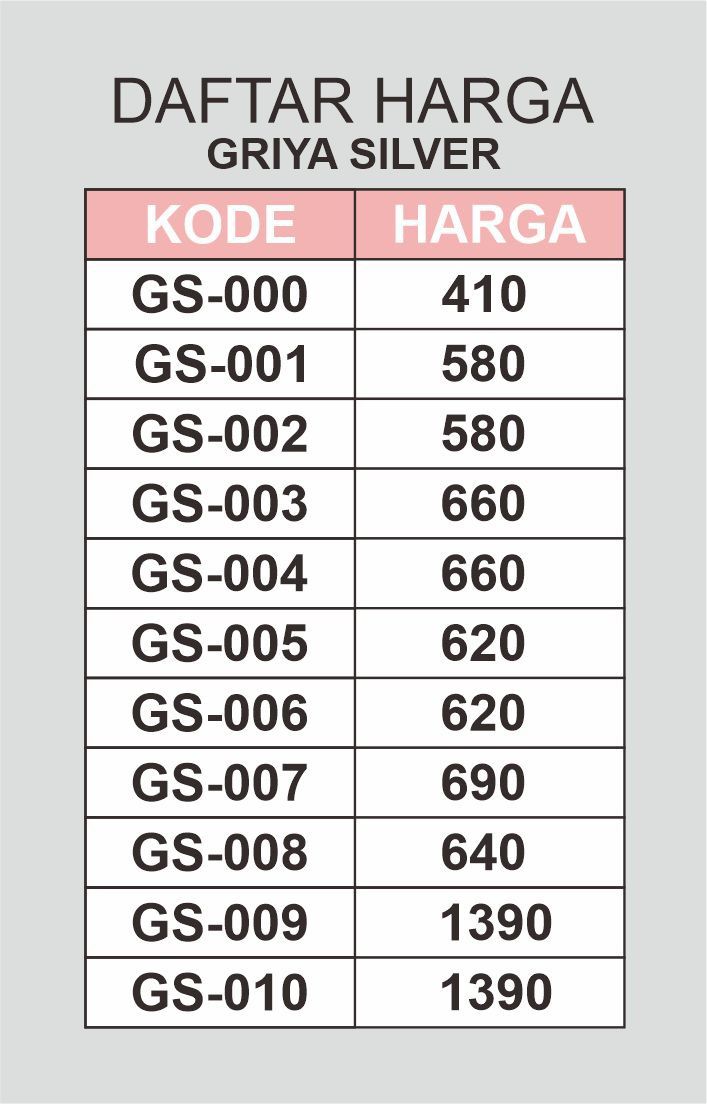 DAFTAR HARGA
GRIYA SILVER
KODE HARGA
GS-000 410
GS-001 580
GS-002 580
GS-003 660
GS-004 660
GS-005 620
GS-006 620
GS-007 690
GS-008 640
GS-009 1390
GS-010 1390